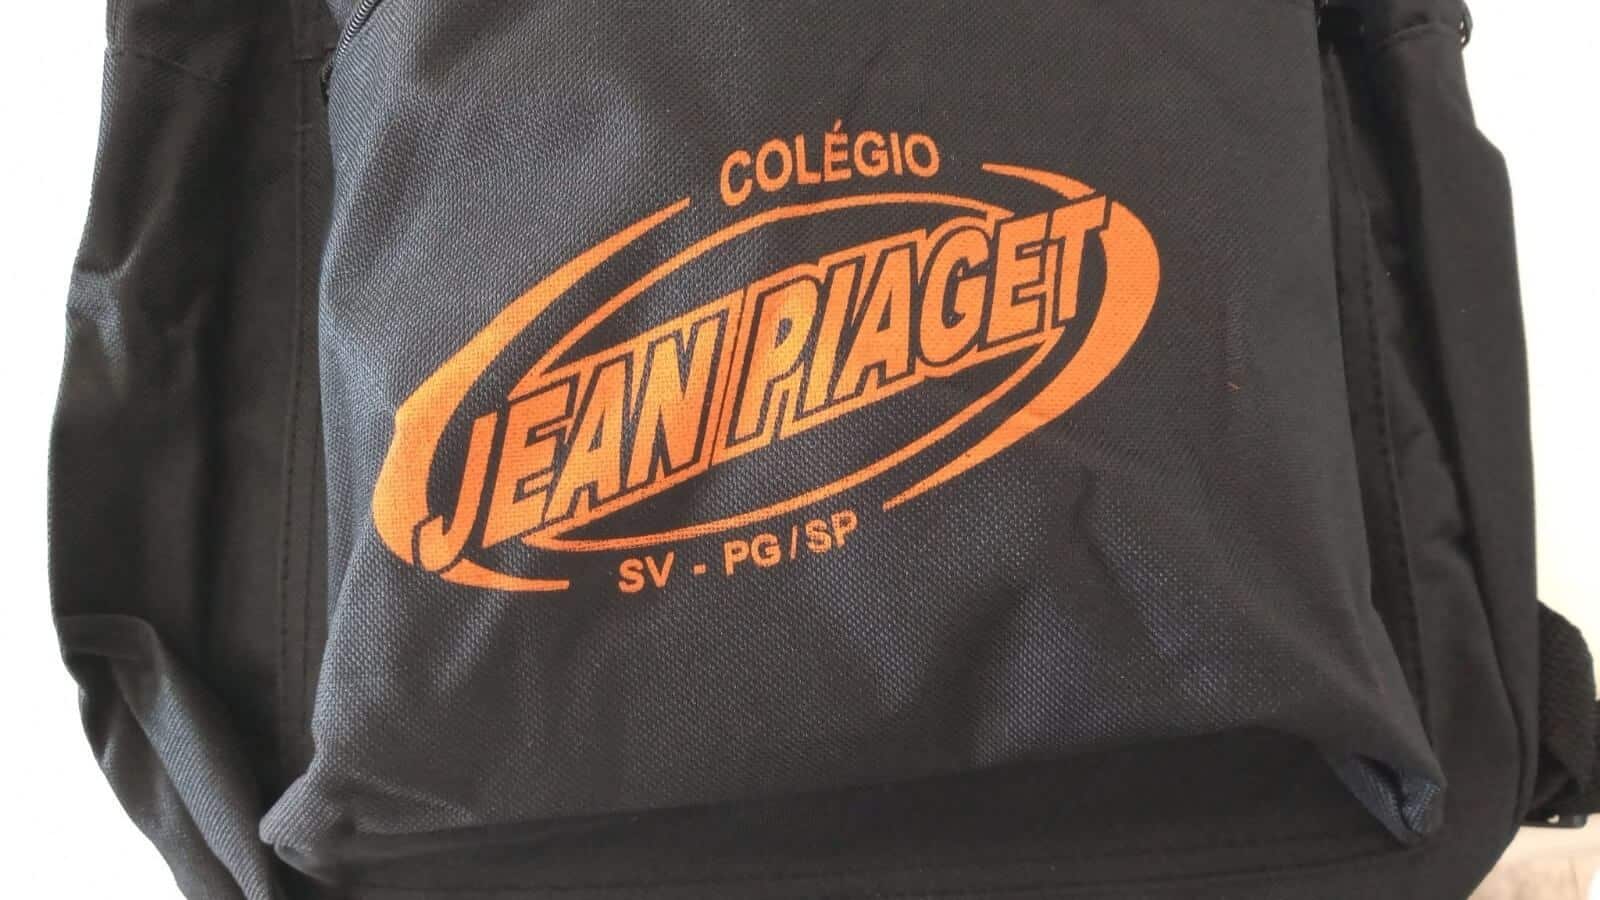 COLÉGIO
JEAN PIAGET
SV - PG / SP